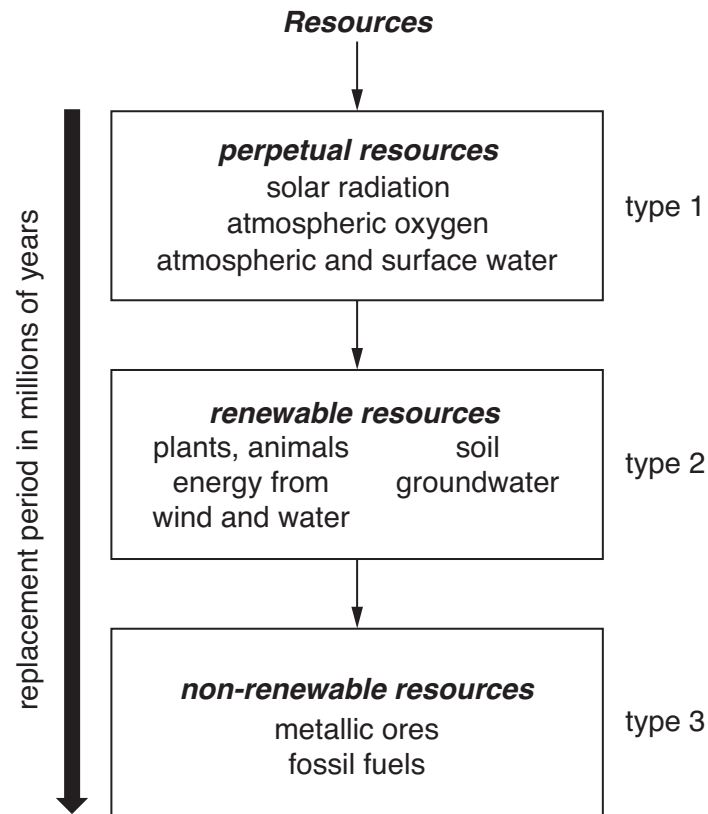 Resources
perpetual resources
solar radiation
atmospheric oxygen
atmospheric and surface water
type 1
renewable resources
plants, animals
energy from
wind and water
soil
groundwater
type 2
non-renewable resources
metallic ores
fossil fuels
type 3
replacement period in millions of years